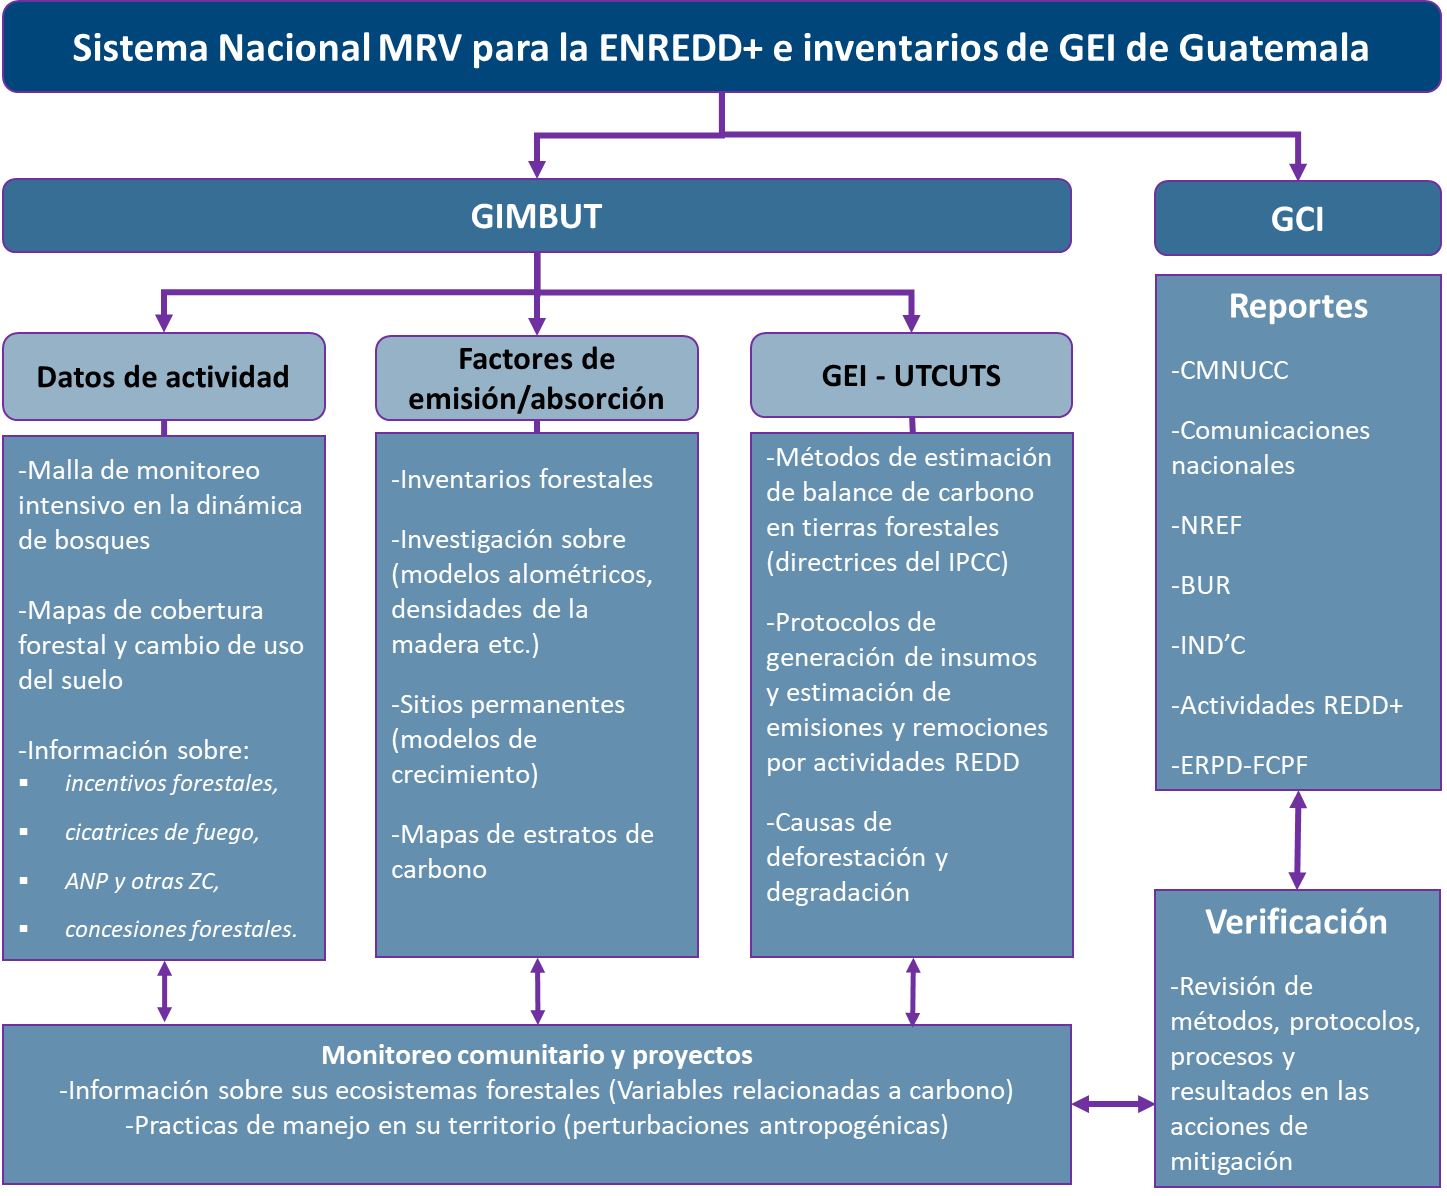 Sistema Nacional MRV para la ENREDD+ e inventarios de GEI de Guatemala
GIMBUT
GCI
Datos de actividad
-Malla de monitoreo
intensivo en la dinámica
de bosques
-Mapas de cobertura
forestal y cambio de uso
del suelo
-Información sobre:
▪ incentivos forestales,
▪ cicatrices de fuego,
▪ ANP y otras ZC,
▪ concesiones forestales.
Factores de
emisión/absorción
-Inventarios forestales
-Investigación sobre
(modelos alométricos,
densidades de la
madera etc.)
-Sitios permanentes
(modelos de
crecimiento)
-Mapas de estratos de
carbono
GEI - UTCUTS
-Métodos de estimación
de balance de carbono
en tierras forestales
(directrices del IPCC)
-Protocolos de
generación de insumos
y estimación de
emisiones y remociones
por actividades REDD
-Causas de
deforestación y
degradación
Reportes
-CMNUCC
-Comunicaciones
nacionales
-NREF
-BUR
-IND’C
-Actividades REDD+
-ERPD-FCPF
Monitoreo comunitario y proyectos
-Información sobre sus ecosistemas forestales (Variables relacionadas a carbono)
-Practicas de manejo en su territorio (perturbaciones antropogénicas)
Verificación
-Revisión de
métodos, protocolos,
procesos y
resultados en las
acciones de
mitigación